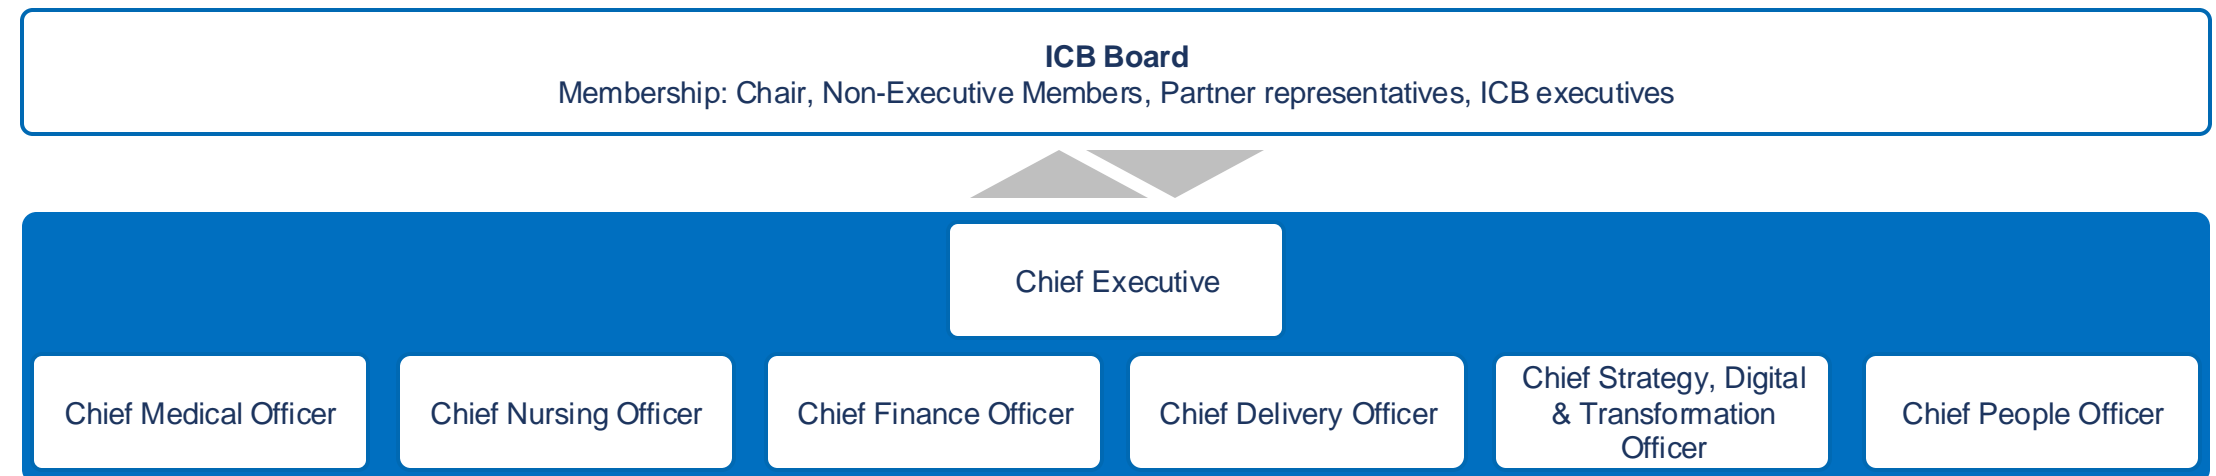 ICB Board
Membership: Chair, Non-Executive Members, Partner representatives, ICB executives
Chief Executive
Chief Medical Officer
Chief Nursing Officer
Chief Finance Officer
Chief Delivery Officer
Chief Strategy, Digital
& Transformation
Officer
Chief People Officer